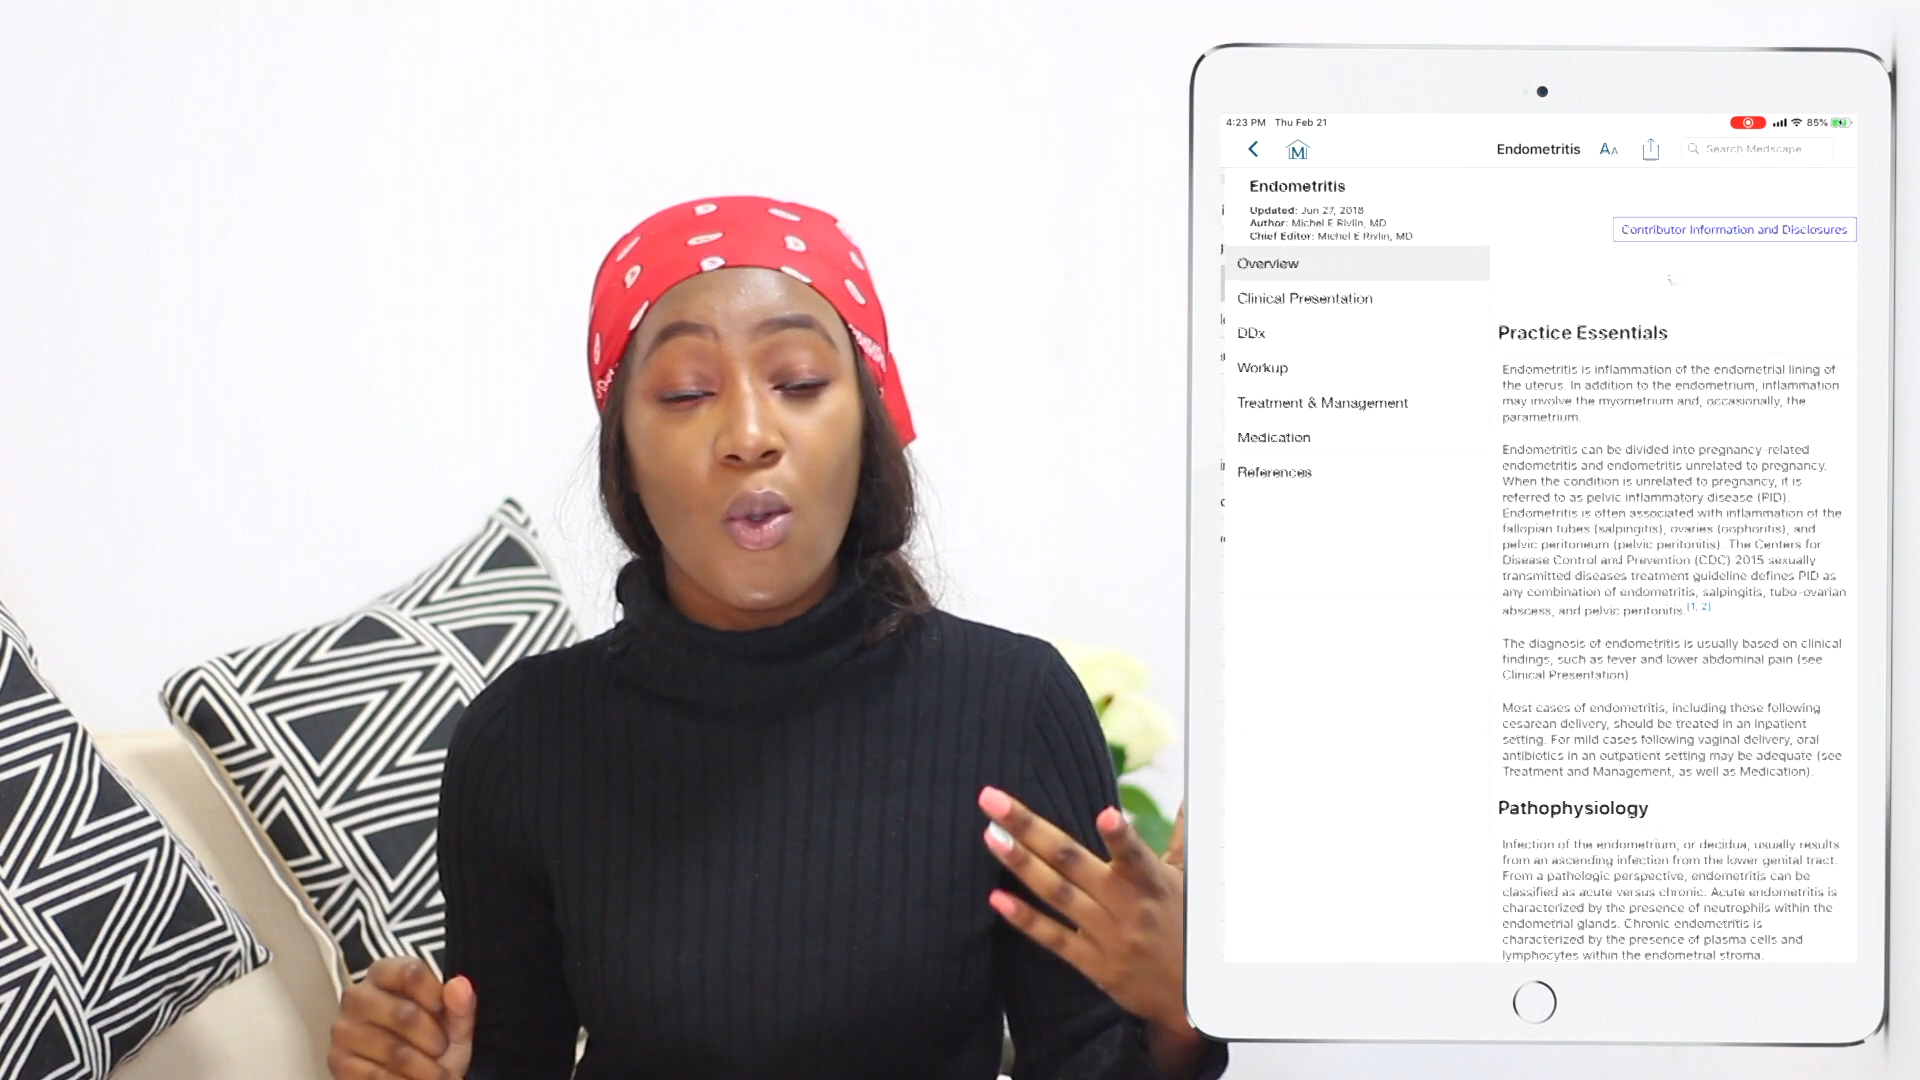 4:23 PM Thu Feb 21
85%
Endometritis
AA
Search Medscape
Endometritis
Updated: Jun 27, 2018
Author: Michel E Rivlin, MD
Chief Editor: Michel E Rivlin, MD
Overview
Clinical Presentation
DDx
Workup
Treatment & Management
Medication
References
Contributor Information and Disclosures
Practice Essentials
Endometritis is inflammation of the endometrial lining of
the uterus. In addition to the endometrium, inflammation
may involve the myometrium and, occasionally, the
parametrium.
Endometritis can be divided into pregnancy-related
endometritis and endometritis unrelated to pregnancy.
When the condition is unrelated to pregnancy, it is
referred to as pelvic inflammatory disease (PID).
Endometritis is often associated with inflammation of the
fallopian tubes (salpingitis), ovaries (oophoritis), and
pelvic peritoneum (pelvic peritonitis). The Centers for
Disease Control and Prevention (CDC) 2015 sexually
transmitted diseases treatment guideline defines PID as
any combination of endometritis, salpingitis, tubo-ovarian
abscess, and pelvic peritonitis.[1, 2]
The diagnosis of endometritis is usually based on clinical
findings, such as fever and lower abdominal pain (see
Clinical Presentation)
Most cases of endometritis, including those following
cesarean delivery, should be treated in an inpatient
setting. For mild cases following vaginal delivery, oral
antibiotics in an outpatient setting may be adequate (see
Treatment and Management, as well as Medication).
Pathophysiology
Infection of the endometrium, or decidua, usually results
from an ascending infection from the lower genital tract.
From a pathologic perspective, endometritis can be
classified as acute versus chronic. Acute endometritis is
characterized by the presence of neutrophils within the
endometrial glands. Chronic endometritis is
characterized by the presence of plasma cells and
lymphocytes within the endometrial stroma.